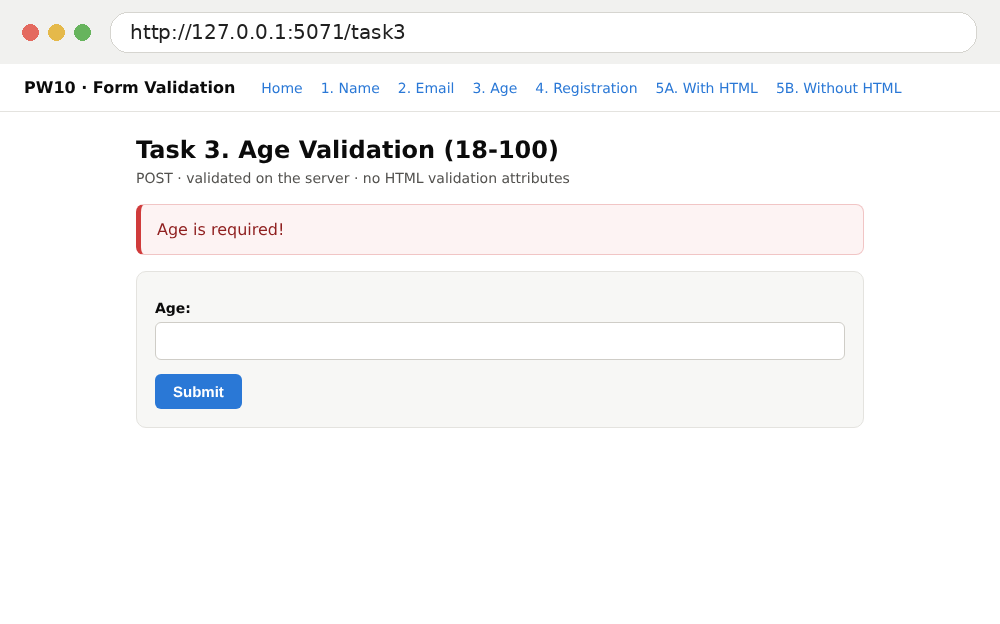 http://127.0.0.1:5071/task3
PW10 · Form Validation Home 1. Name 2. Email 3. Age 4. Registration 5A. With HTML 5B. Without HTML
Task 3. Age Validation (18-100)
POST · validated on the server · no HTML validation attributes
Age is required!
Age:
Submit